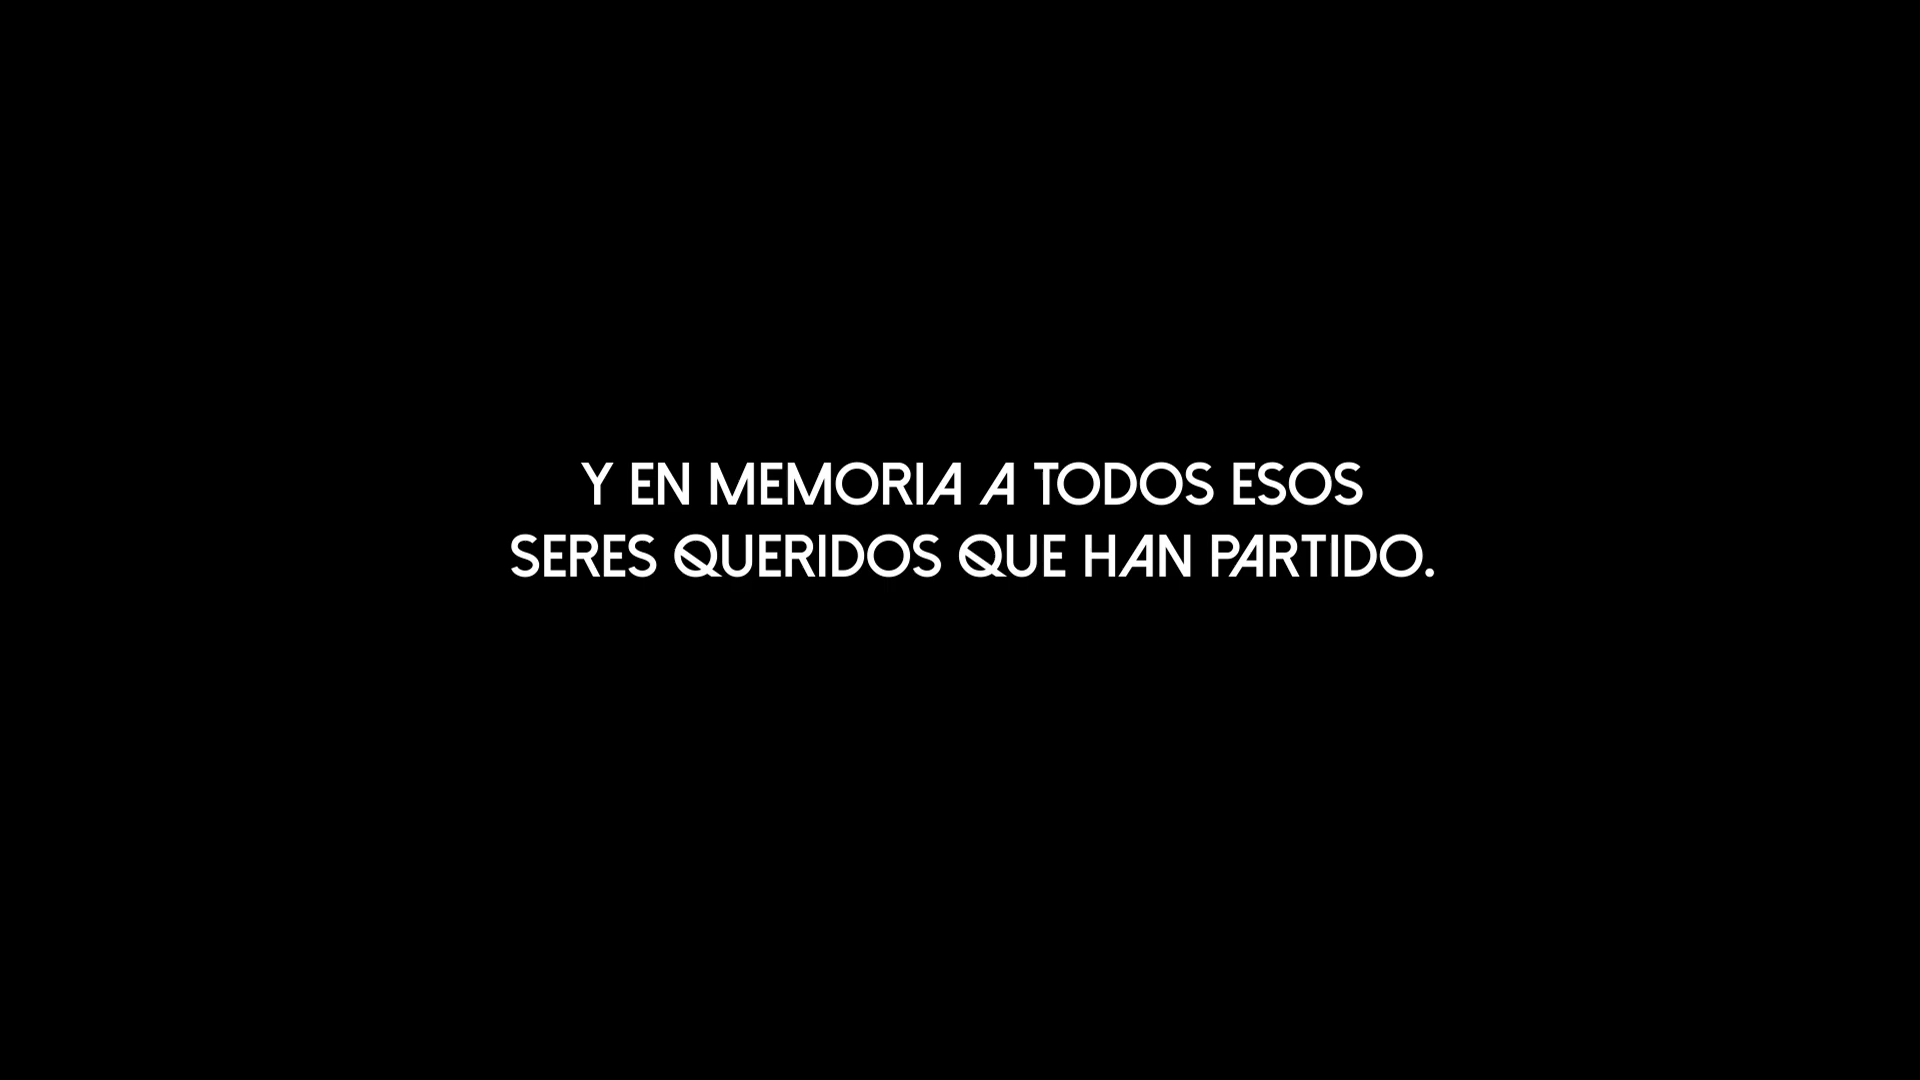 Y EN MEMORIA A TODOS ESOS
SERES QUERIDOS QUE HAN PARTIDO.